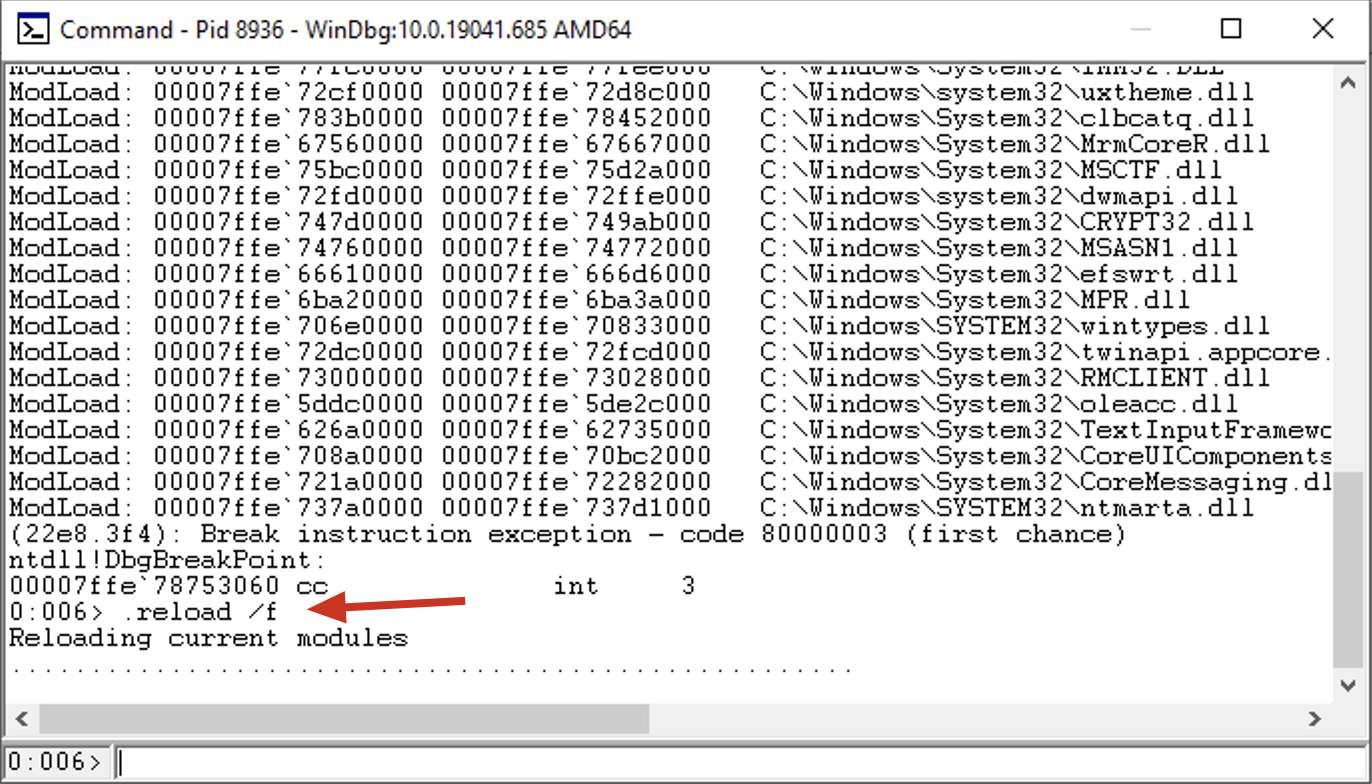 Command - Pid 8936 - WinDbg:10.0.19041.685 AMD64
ModLoad: 00007ffe`77fc0000 00007ffe`77fee000 C:\Windows\System32\IMM32.DLL
ModLoad: 00007ffe`72cf0000 00007ffe`72d8c000 C:\Windows\system32\uxtheme.dll
ModLoad: 00007ffe`783b0000 00007ffe`78452000 C:\Windows\System32\clbcatq.dll
ModLoad: 00007ffe`67560000 00007ffe`67667000 C:\Windows\System32\MrmCoreR.dll
ModLoad: 00007ffe`75bc0000 00007ffe`75d2a000 C:\Windows\System32\MSCTF.dll
ModLoad: 00007ffe`72fd0000 00007ffe`72ffe000 C:\Windows\system32\dwmapi.dll
ModLoad: 00007ffe`747d0000 00007ffe`749ab000 C:\Windows\System32\CRYPT32.dll
ModLoad: 00007ffe`74760000 00007ffe`74772000 C:\Windows\System32\MSASN1.dll
ModLoad: 00007ffe`66610000 00007ffe`666d6000 C:\Windows\System32\efswrt.dll
ModLoad: 00007ffe`6ba20000 00007ffe`6ba3a000 C:\Windows\System32\MPR.dll
ModLoad: 00007ffe`706e0000 00007ffe`70833000 C:\Windows\SYSTEM32\wintypes.dll
ModLoad: 00007ffe`72dc0000 00007ffe`72fcd000 C:\Windows\System32\twinapi.appcore.
ModLoad: 00007ffe`73000000 00007ffe`73028000 C:\Windows\System32\RMCLIENT.dll
ModLoad: 00007ffe`5ddc0000 00007ffe`5de2c000 C:\Windows\System32\oleacc.dll
ModLoad: 00007ffe`626a0000 00007ffe`62735000 C:\Windows\System32\TextInputFramewo
ModLoad: 00007ffe`708a0000 00007ffe`70bc2000 C:\Windows\System32\CoreUIComponents
ModLoad: 00007ffe`721a0000 00007ffe`72282000 C:\Windows\System32\CoreMessaging.dl
ModLoad: 00007ffe`737a0000 00007ffe`737d1000 C:\Windows\SYSTEM32\ntmarta.dll
(22e8.3f4): Break instruction exception - code 80000003 (first chance)
ntdll!DbgBreakPoint:
00007ffe`78753060 cc int 3
0:006> .reload /f
Reloading current modules
.....................................................
0:006>